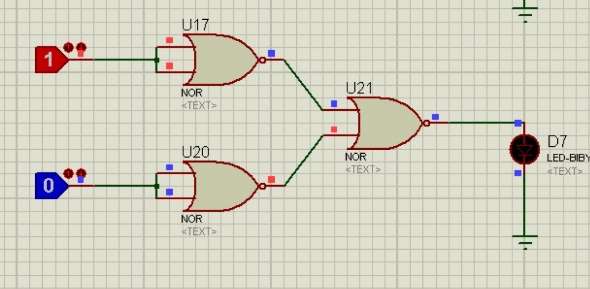 U17
1
NOR
<TEXT>
U21
NOR
<TEXT>
D7
LED-BIBY
<TEXT>
U20
0
NOR
<TEXT>